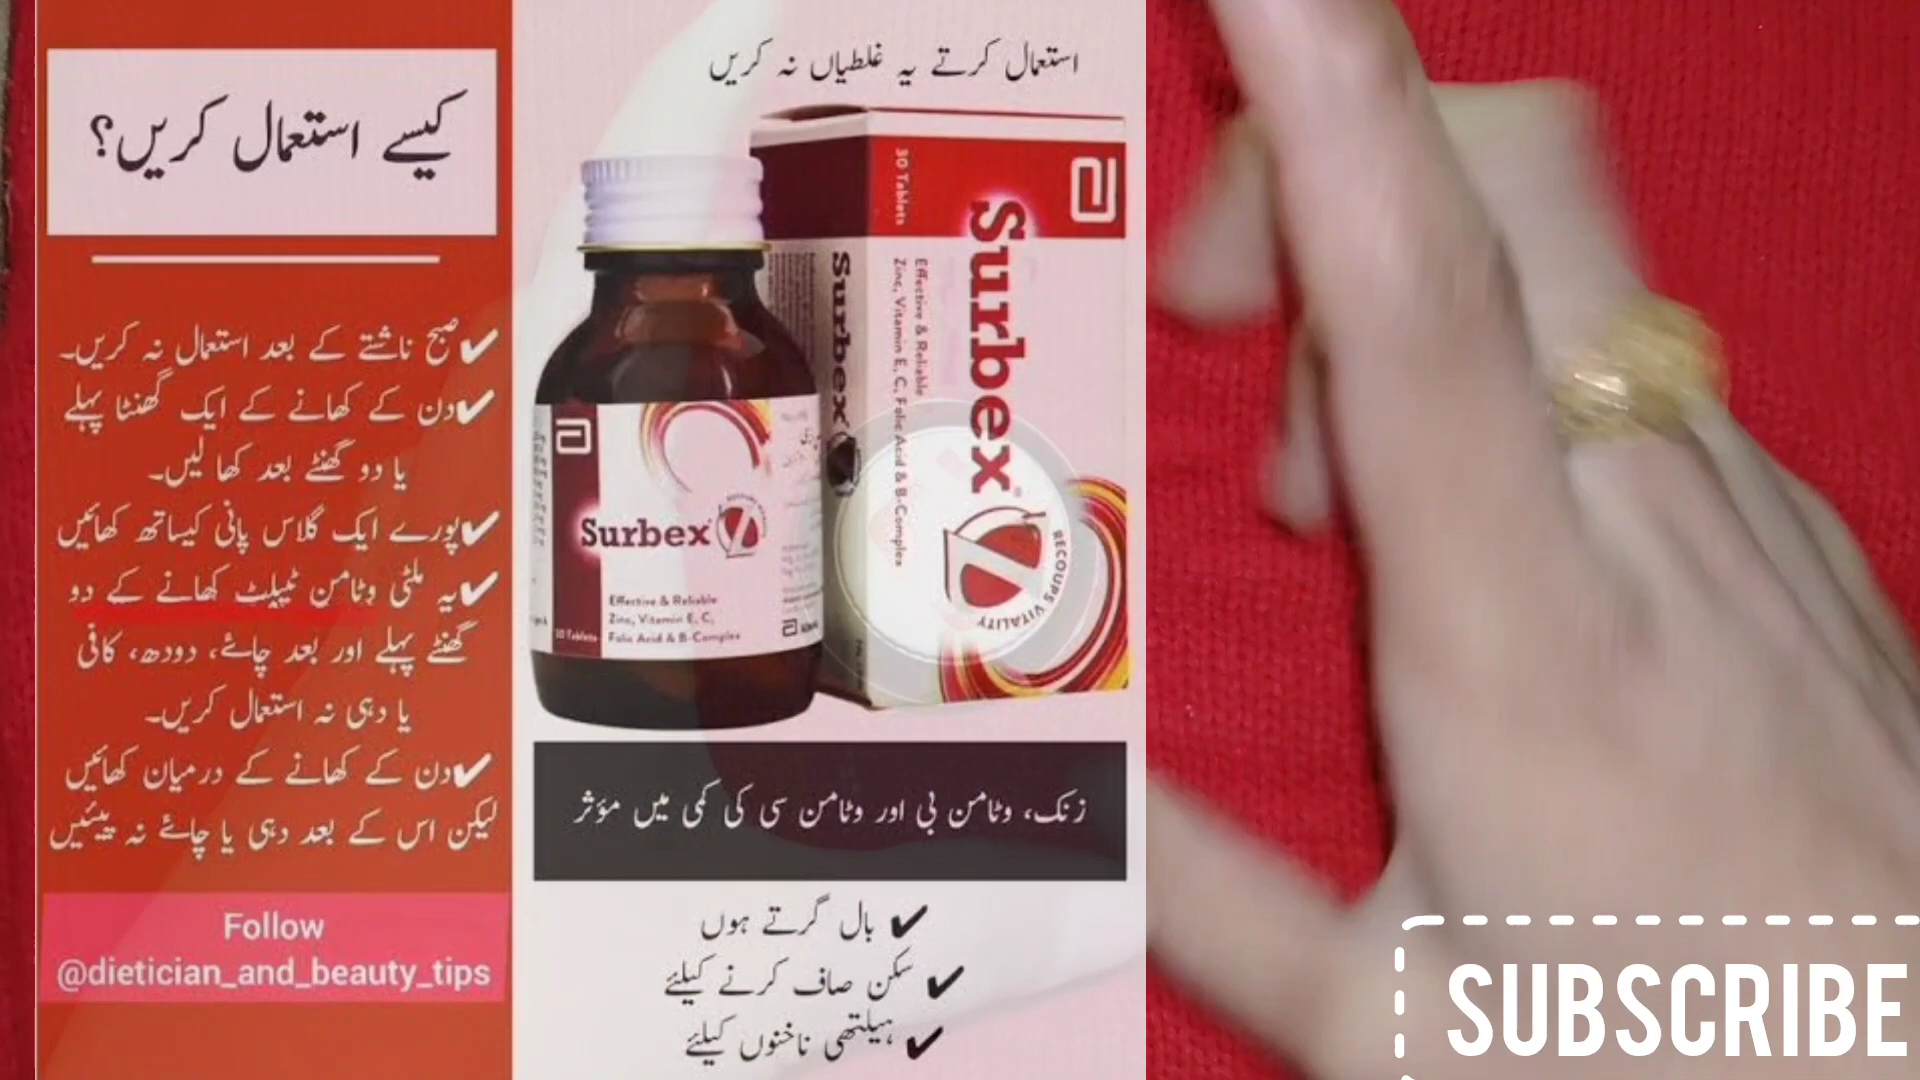 کیسے استعمال کریں؟
✔صبح ناشتے کے بعد استعمال نہ کریں۔
✔دن کے کھانے کے ایک گھنٹا پہلے
یا دو گھنٹے بعد کھا لیں۔
✔پورے ایک گلاس پانی کیساتھ کھائیں
✔یہ ملٹی وٹامن ٹیبلٹ کھانے کے دو
گھنٹے پہلے اور بعد چائے، دودھ، کافی
یا دہی نہ استعمال کریں۔
✔دن کے کھانے کے درمیان کھائیں
لیکن اس کے بعد دہی یا چائے نہ پیئیں
Follow
@dietician_and_beauty_tips
استعمال کرتے یہ غلطیاں نہ کریں
30 Tablets
Surbex
Effective & Reliable
Zinc, Vitamin E, C, Folic Acid & B-Complex
Surbex
RECOUPS VITALITY
Surbex Z
Effective & Reliable
Zinc, Vitamin E, C,
Folic Acid & B-Complex
30 Tablets
زنک، وٹامن بی اور وٹامن سی کی کمی میں مؤثر
✔ بال گرتے ہوں
✔ سکن صاف کرنے کیلئے
✔ ہیلتھی ناخنوں کیلئے
SUBSCRIBE